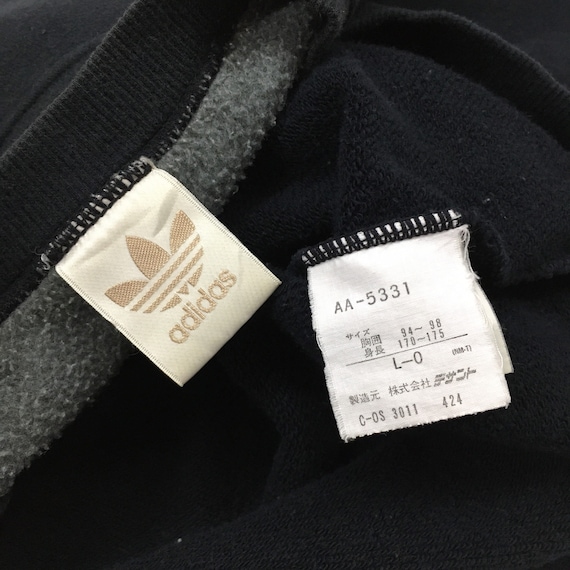 adidas
AA-5331
サイズ
胸囲 94～98
身長 170～175
L-O (RM-T)
製造元 株式会社デサント
C-OS 3011 424